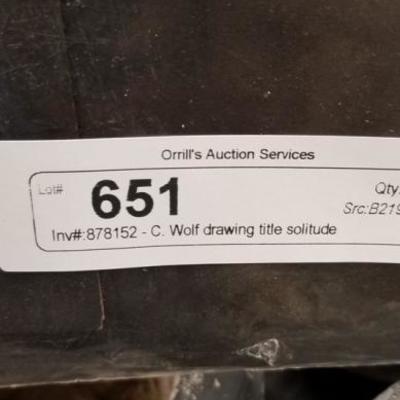 Orrill's Auction Services
Lot# 651 Qty:
Src:B219
Inv#:878152 - C. Wolf drawing title solitude